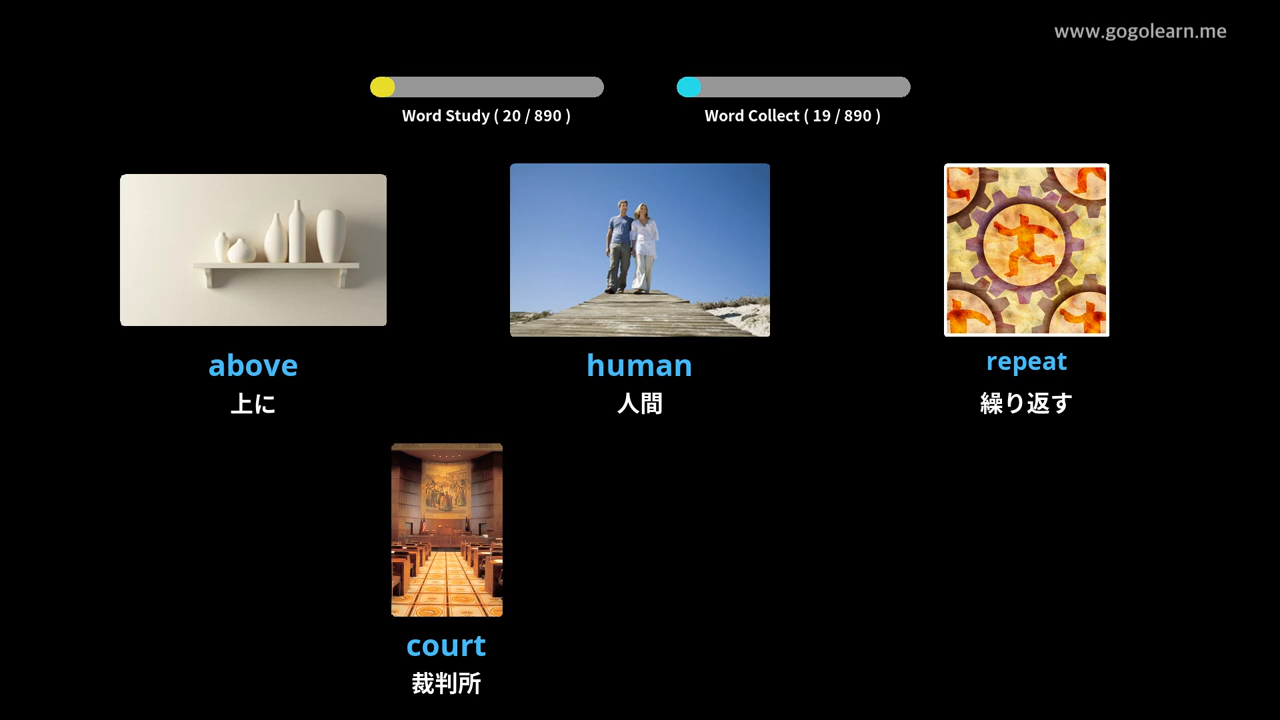 www.gogolearn.me
Word Study ( 20 / 890 )
Word Collect ( 19 / 890 )
above
上に
human
人間
repeat
繰り返す
court
裁判所